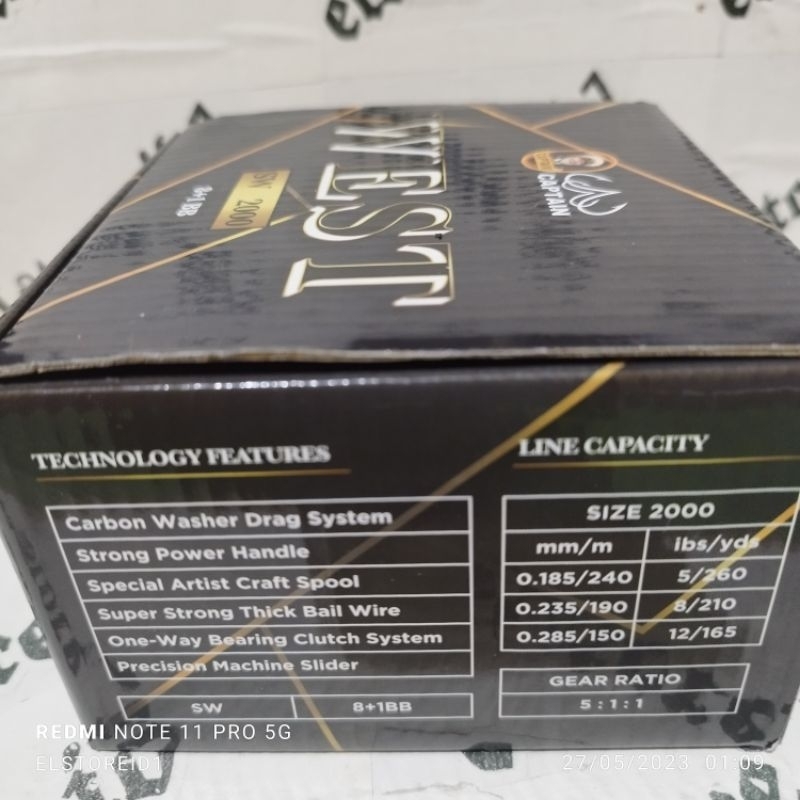 WEST
SW 2000
8+1 BB
CAPTAIN
TECHNOLOGY FEATURES
Carbon Washer Drag System
Strong Power Handle
Special Artist Craft Spool
Super Strong Thick Bail Wire
One-Way Bearing Clutch System
Precision Machine Slider
SW 8+1BB
LINE CAPACITY
SIZE 2000
mm/m ibs/yds
0.185/240 5/260
0.235/190 8/210
0.285/150 12/165
GEAR RATIO
5:1:1
REDMI NOTE 11 PRO 5G
ELSTOREID1
27/05/2023 01:09